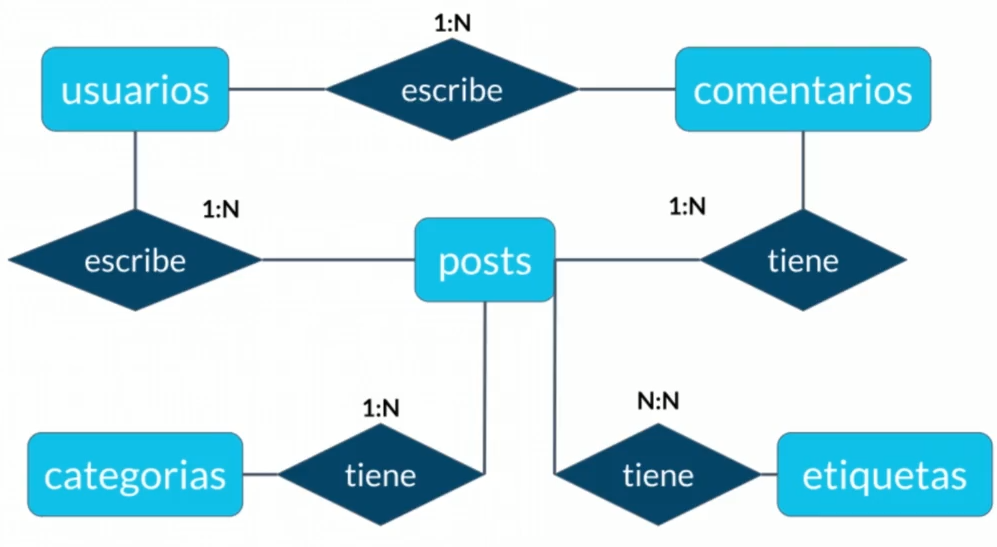 1:N
usuarios
escribe
comentarios
1:N
1:N
escribe
posts
tiene
1:N
N:N
categorias
tiene
tiene
etiquetas